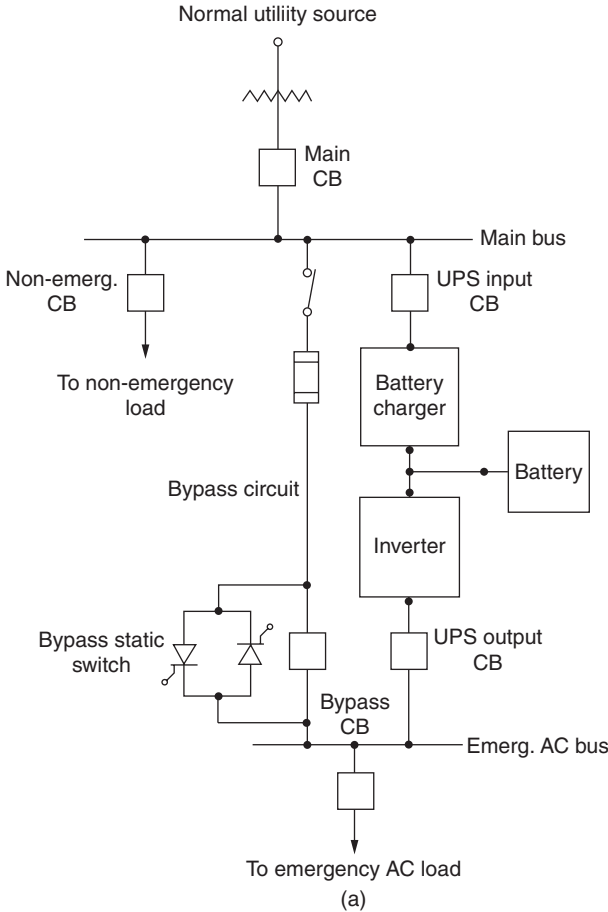 Normal utiliity source
Main
CB
Main bus
Non-emerg.
CB
UPS input
CB
To non-emergency
load
Battery
charger
Battery
Bypass circuit
Inverter
Bypass static
switch
UPS output
CB
Bypass
CB
Emerg. AC bus
To emergency AC load
(a)